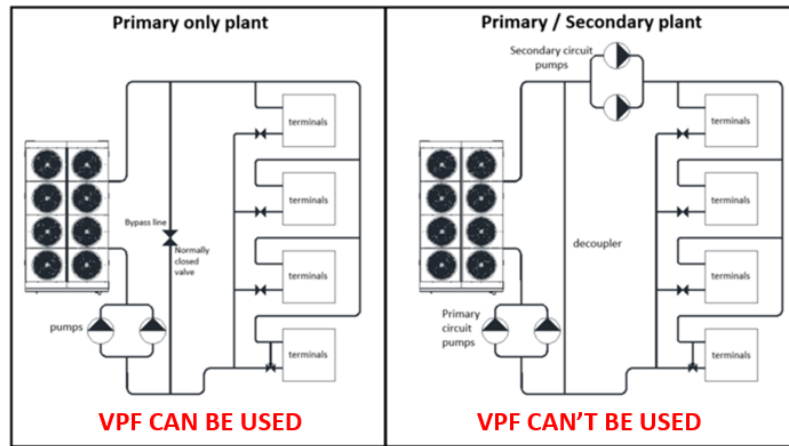 Primary only plant
terminals
terminals
Bypass line
Normally
closed
valve
terminals
pumps
terminals
VPF CAN BE USED
Primary / Secondary plant
Secondary circuit
pumps
terminals
terminals
decoupler
terminals
Primary
circuit
pumps
terminals
VPF CAN'T BE USED